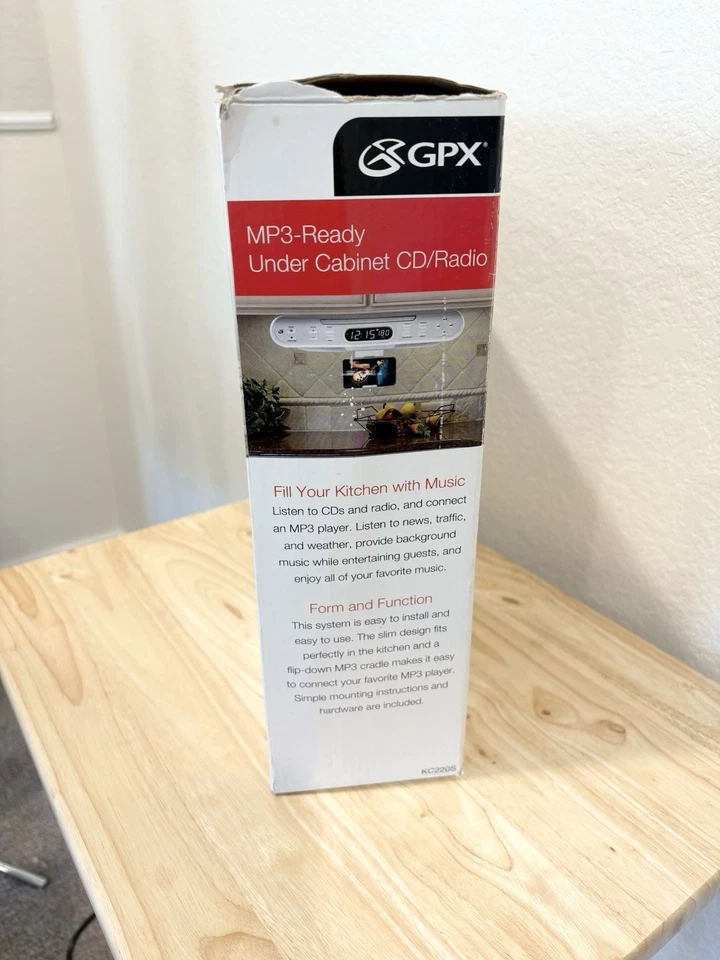 GPX
MP3-Ready
Under Cabinet CD/Radio
12:15
Fill Your Kitchen with Music
Listen to CDs and radio, and connect
an MP3 player. Listen to news, traffic,
and weather, provide background
music while entertaining guests, and
enjoy all of your favorite music.
Form and Function
This system is easy to install and
easy to use. The slim design fits
perfectly in the kitchen and a
flip-down MP3 cradle makes it easy
to connect your favorite MP3 player.
Simple mounting instructions and
hardware are included.
KC220S